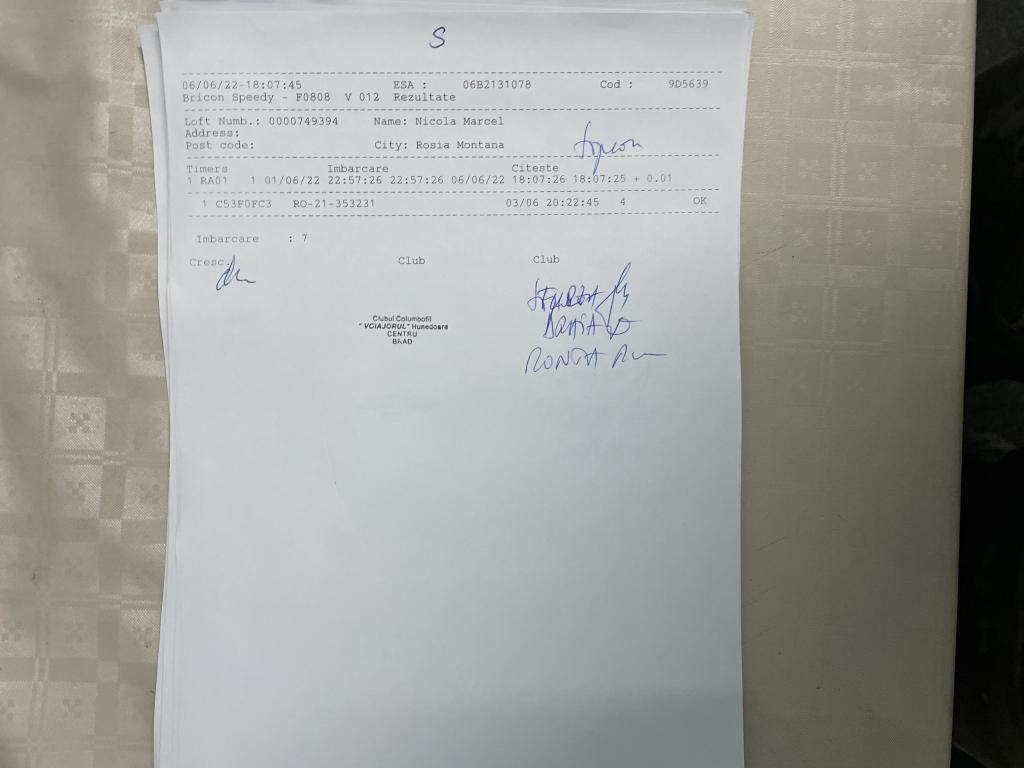 S
06/06/22-18:07:45 ESA : 06B2131078 Cod : 9D5639
Bricon Speedy - F0808 V 012 Rezultate
Loft Numb.: 0000749394 Name: Nicola Marcel
Address:
Post code: City: Rosia Montana
Timers Imbarcare Citeste
1 RA01 1 01/06/22 22:57:26 22:57:26 06/06/22 18:07:26 18:07:25 + 0.01
1 C53F0FC3 RO-21-353231 03/06 20:22:45 4 OK
Imbarcare : 7
Cresc. Club Club
Clubul Columbofil
" VCIAJORUL" Hunedoara
CENTRU
BRAD